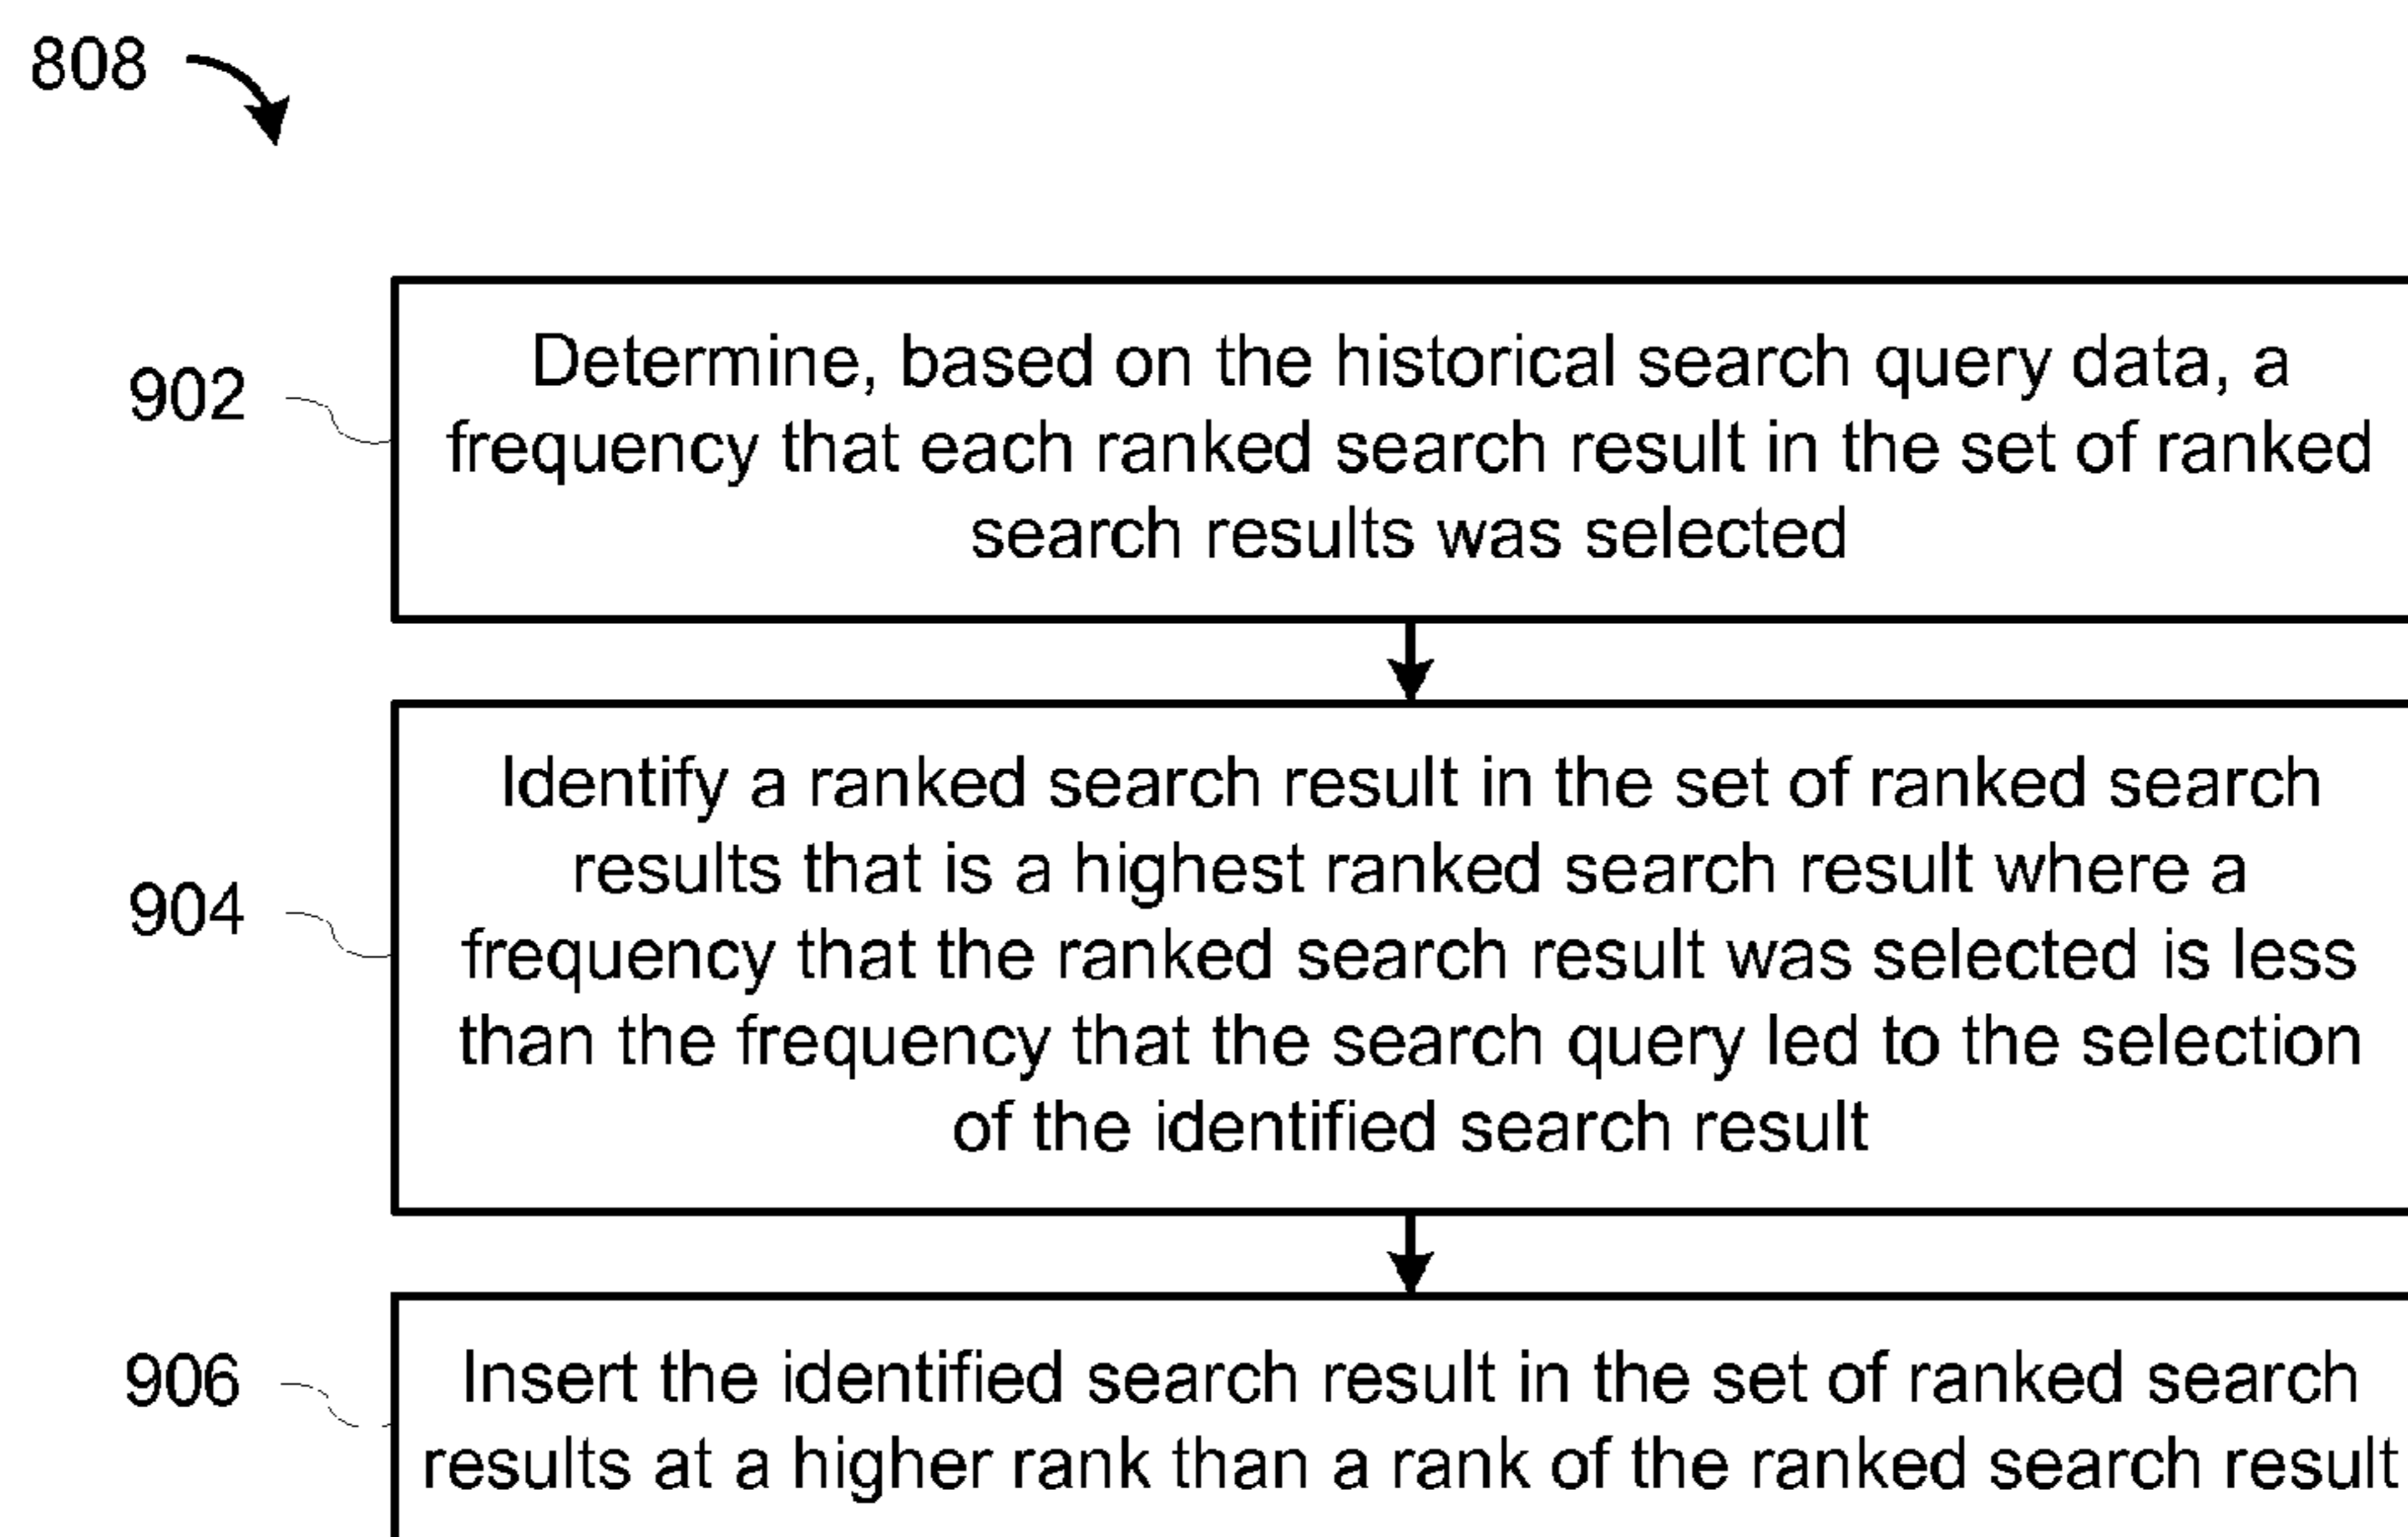 808
902
Determine, based on the historical search query data, a
frequency that each ranked search result in the set of ranked
search results was selected
904
Identify a ranked search result in the set of ranked search
results that is a highest ranked search result where a
frequency that the ranked search result was selected is less
than the frequency that the search query led to the selection
of the identified search result
906
Insert the identified search result in the set of ranked search
results at a higher rank than a rank of the ranked search result